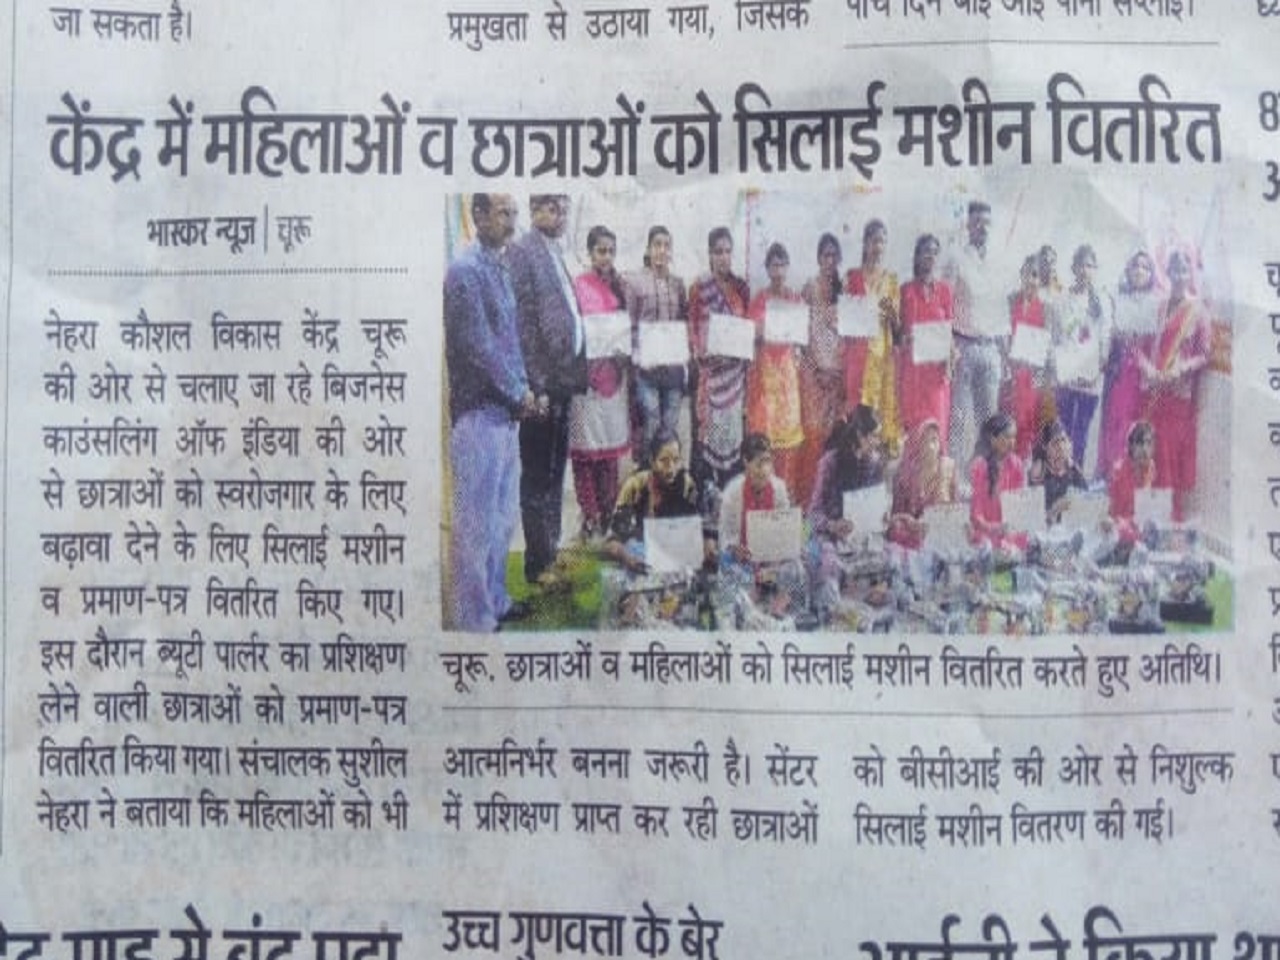 जा सकता है।
प्रमुखता से उठाया गया, जिसके
केंद्र में महिलाओं व छात्राओं को सिलाई मशीन वितरित
भास्कर न्यूज | चूरू
नेहरा कौशल विकास केंद्र चूरू
की ओर से चलाए जा रहे बिजनेस
काउंसलिंग ऑफ इंडिया की ओर
से छात्राओं को स्वरोजगार के लिए
बढ़ावा देने के लिए सिलाई मशीन
व प्रमाण-पत्र वितरित किए गए।
इस दौरान ब्यूटी पार्लर का प्रशिक्षण
लेने वाली छात्राओं को प्रमाण-पत्र
वितरित किया गया। संचालक सुशील
नेहरा ने बताया कि महिलाओं को भी
चूरू. छात्राओं व महिलाओं को सिलाई मशीन वितरित करते हुए अतिथि।
आत्मनिर्भर बनना जरूरी है। सेंटर
में प्रशिक्षण प्राप्त कर रही छात्राओं
को बीसीआई की ओर से निशुल्क
सिलाई मशीन वितरण की गई।
उच्च गुणवत्ता के बेर